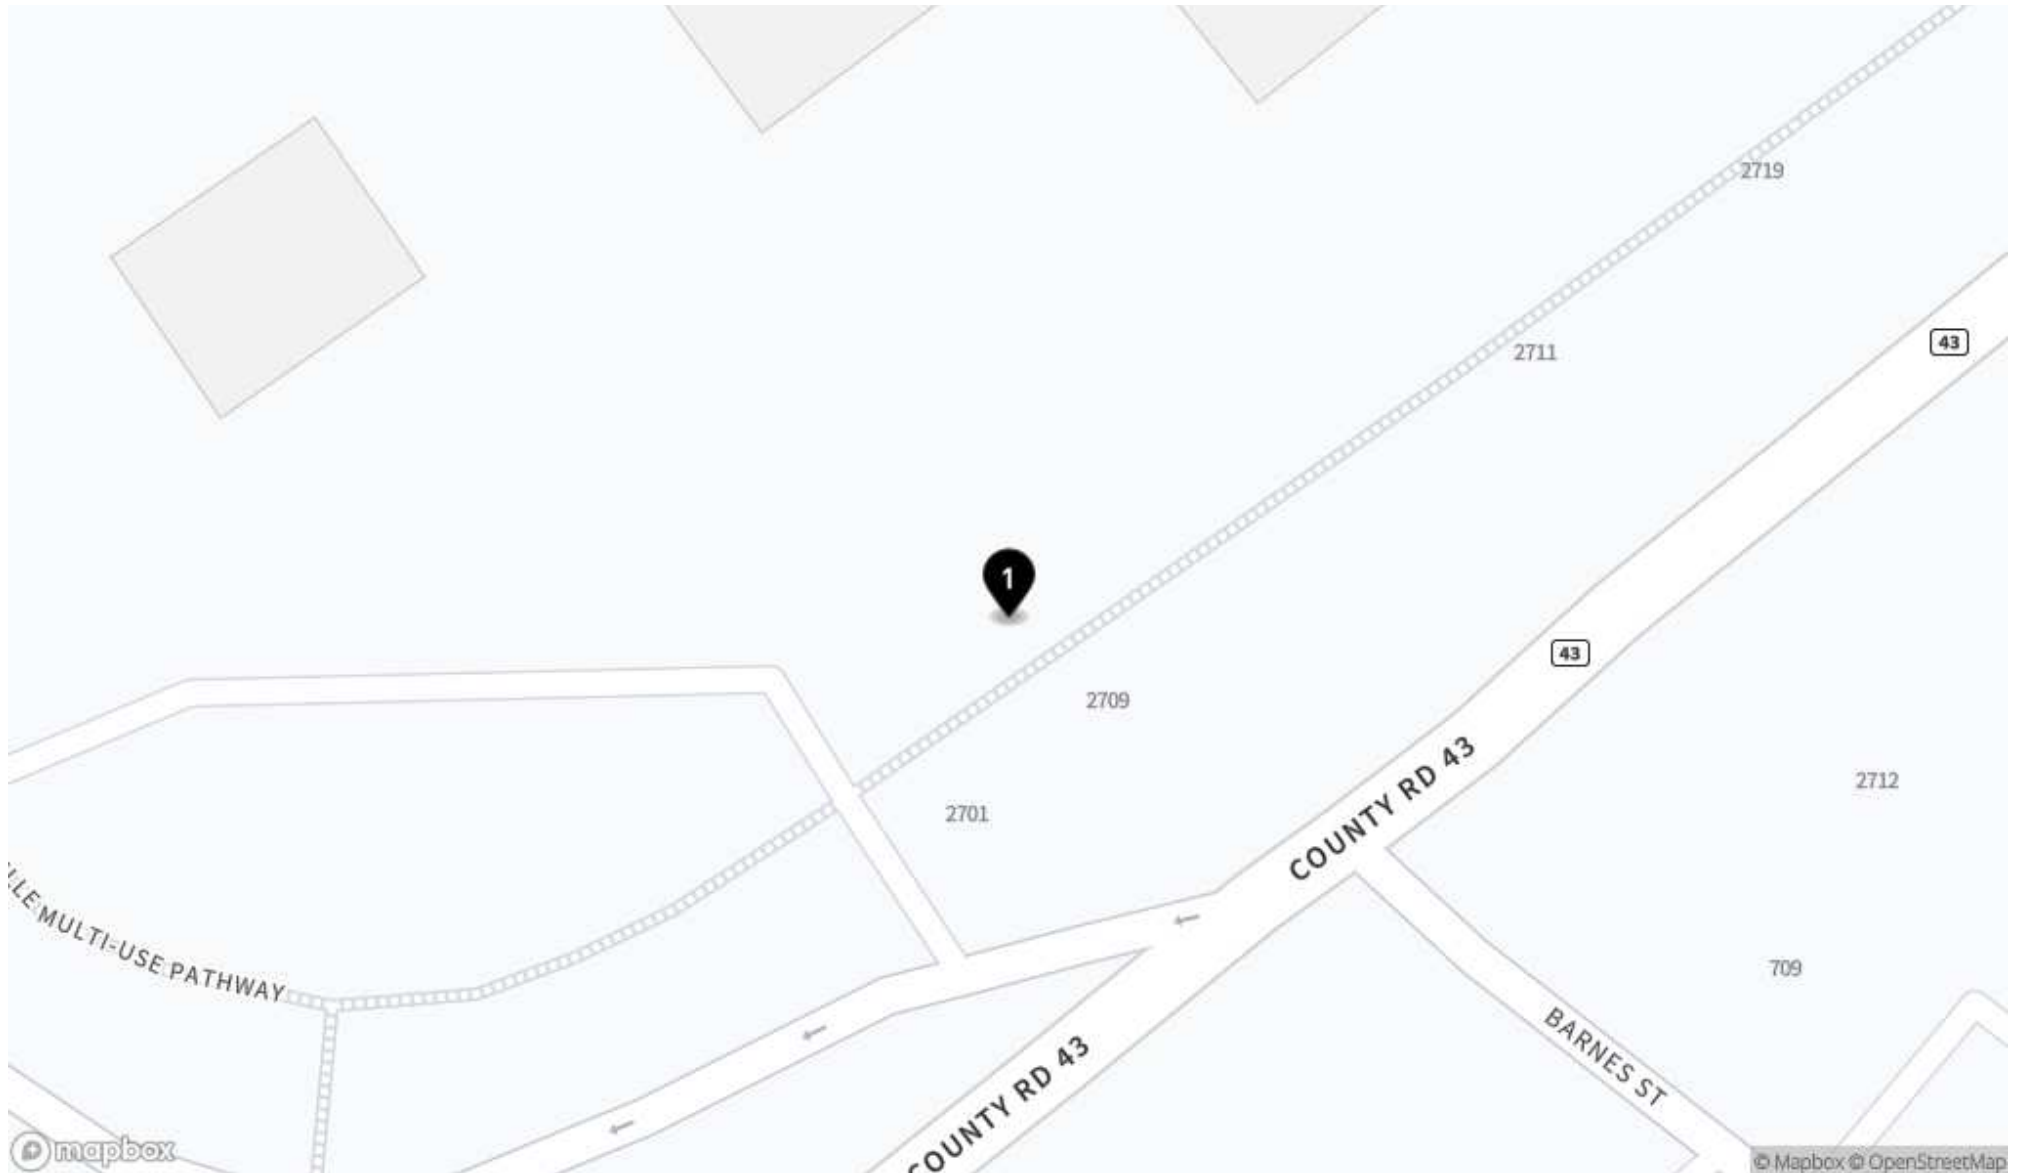 2719
43
2711
43
1
2709
COUNTY RD 43
2712
2701
MULTI-USE PATHWAY
709
BARNES ST
COUNTY RD 43
mapbox
© Mapbox © OpenStreetMap